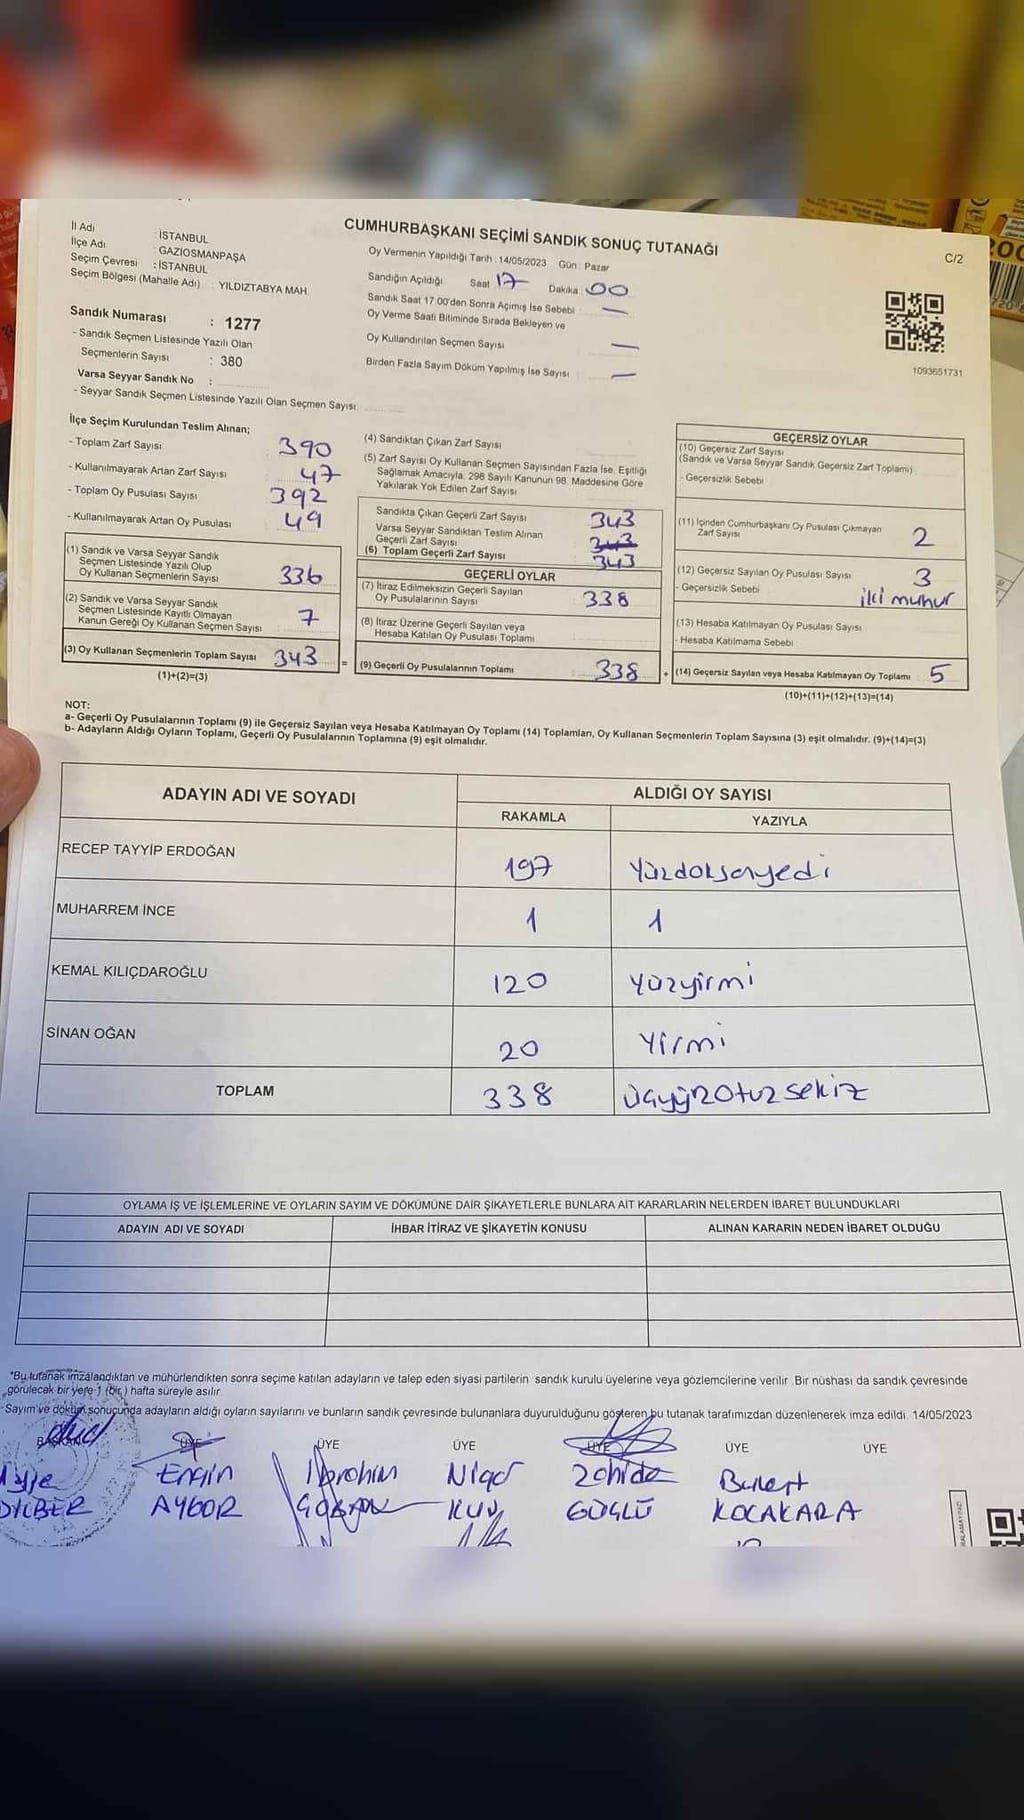 CUMHURBAŞKANI SEÇİMİ SANDIK SONUÇ TUTANAĞI
C/2
İl Adı : İSTANBUL
İlçe Adı : GAZİOSMANPAŞA
Seçim Çevresi : İSTANBUL
Seçim Bölgesi (Mahalle Adı) : YILDIZTABYA MAH.
Oy Vermenin Yapıldığı Tarih :14/05/2023 Gün : Pazar
Sandığın Açıldığı Saat 17 Dakika 00
Sandık Saat 17:00'den Sonra Açımış İse Sebebi : —
Oy Verme Saati Bitiminde Sırada Bekleyen ve
Oy Kullandırılan Seçmen Sayısı —
Birden Fazla Sayım Döküm Yapılmış İse Sayısı : —
1093651731
Sandık Numarası : 1277
- Sandık Seçmen Listesinde Yazılı Olan
Seçmenlerin Sayısı : 380
Varsa Seyyar Sandık No :
- Seyyar Sandık Seçmen Listesinde Yazılı Olan Seçmen Sayısı
İlçe Seçim Kurulundan Teslim Alınan;
- Toplam Zarf Sayısı 390
- Kullanılmayarak Artan Zarf Sayısı 47
- Toplam Oy Pusulası Sayısı 392
- Kullanılmayarak Artan Oy Pusulası 49
(1) Sandık ve Varsa Seyyar Sandık
Seçmen Listesinde Yazılı Olup
Oy Kullanan Seçmenlerin Sayısı 336
(2) Sandık ve Varsa Seyyar Sandık
Seçmen Listesinde Kayıtlı Olmayan
Kanun Gereği Oy Kullanan Seçmen Sayısı 7
(3) Oy Kullanan Seçmenlerin Toplam Sayısı 343 =
(1)+(2)=(3)
(4) Sandıktan Çıkan Zarf Sayısı
(5) Zarf Sayısı Oy Kullanan Seçmen Sayısından Fazla İse, Eşitliği
Sağlamak Amacıyla; 298 Sayılı Kanunun 98. Maddesine Göre
Yakılarak Yok Edilen Zarf Sayısı
Sandıkta Çıkan Geçerli Zarf Sayısı 343
Varsa Seyyar Sandıktan Teslim Alınan
Geçerli Zarf Sayısı 343
(6) Toplam Geçerli Zarf Sayısı 343
GEÇERLİ OYLAR
(7) İtiraz Edilmeksizin Geçerli Sayılan
Oy Pusulalarının Sayısı 338
(8) İtiraz Üzerine Geçerli Sayılan veya
Hesaba Katılan Oy Pusulası Toplamı
(9) Geçerli Oy Pusulalarının Toplamı 338 +
GEÇERSİZ OYLAR
(10) Geçersiz Zarf Sayısı
(Sandık ve Varsa Seyyar Sandık Geçersiz Zarf Toplamı)
- Geçersizlik Sebebi
(11) İçinden Cumhurbaşkanı Oy Pusulası Çıkmayan
Zarf Sayısı 2
(12) Geçersiz Sayılan Oy Pusulası Sayısı 3
- Geçersizlik Sebebi iki muhur
(13) Hesaba Katılmayan Oy Pusulası Sayısı
- Hesaba Katılmama Sebebi
(14) Geçersiz Sayılan veya Hesaba Katılmayan Oy Toplamı 5
(10)+(11)+(12)+(13)=(14)
NOT:
a- Geçerli Oy Pusulalarının Toplamı (9) ile Geçersiz Sayılan veya Hesaba Katılmayan Oy Toplamı (14) Toplamları, Oy Kullanan Seçmenlerin Toplam Sayısına (3) eşit olmalıdır. (9)+(14)=(3)
b- Adayların Aldığı Oyların Toplamı, Geçerli Oy Pusulalarının Toplamına (9) eşit olmalıdır.
ADAYIN ADI VE SOYADI ALDIĞI OY SAYISI
RAKAMLA YAZIYLA
RECEP TAYYİP ERDOĞAN 197 Yüzdoksanyedi
MUHARREM İNCE 1 1
KEMAL KILIÇDAROĞLU 120 yüzyirmi
SİNAN OĞAN 20 Yirmi
TOPLAM 338 üçyüzotuzsekiz
OYLAMA İŞ VE İŞLEMLERİNE VE OYLARIN SAYIM VE DÖKÜMÜNE DAİR ŞİKAYETLERLE BUNLARA AİT KARARLARIN NELERDEN İBARET BULUNDUKLARI
ADAYIN ADI VE SOYADI İHBAR İTİRAZ VE ŞİKAYETİN KONUSU ALINAN KARARIN NEDEN İBARET OLDUĞU
*Bu tutanak imzalandıktan ve mühürlendikten sonra seçime katılan adayların ve talep eden siyasi partilerin sandık kurulu üyelerine veya gözlemcilerine verilir. Bir nüshası da sandık çevresinde
görülecek bir yere 1 (bir) hafta süreyle asılır.
Sayım ve döküm sonucunda adayların aldığı oyların sayılarını ve bunların sandık çevresinde bulunanlara duyurulduğunu gösteren bu tutanak tarafımızdan düzenlenerek imza edildi. 14/05/2023
BAŞKAN ÜYE ÜYE ÜYE ÜYE ÜYE ÜYE
Ayşe Engin İbrahim Zahide Bulent
DİLBER AYGÖR GÜÇLÜ KOCAKARA